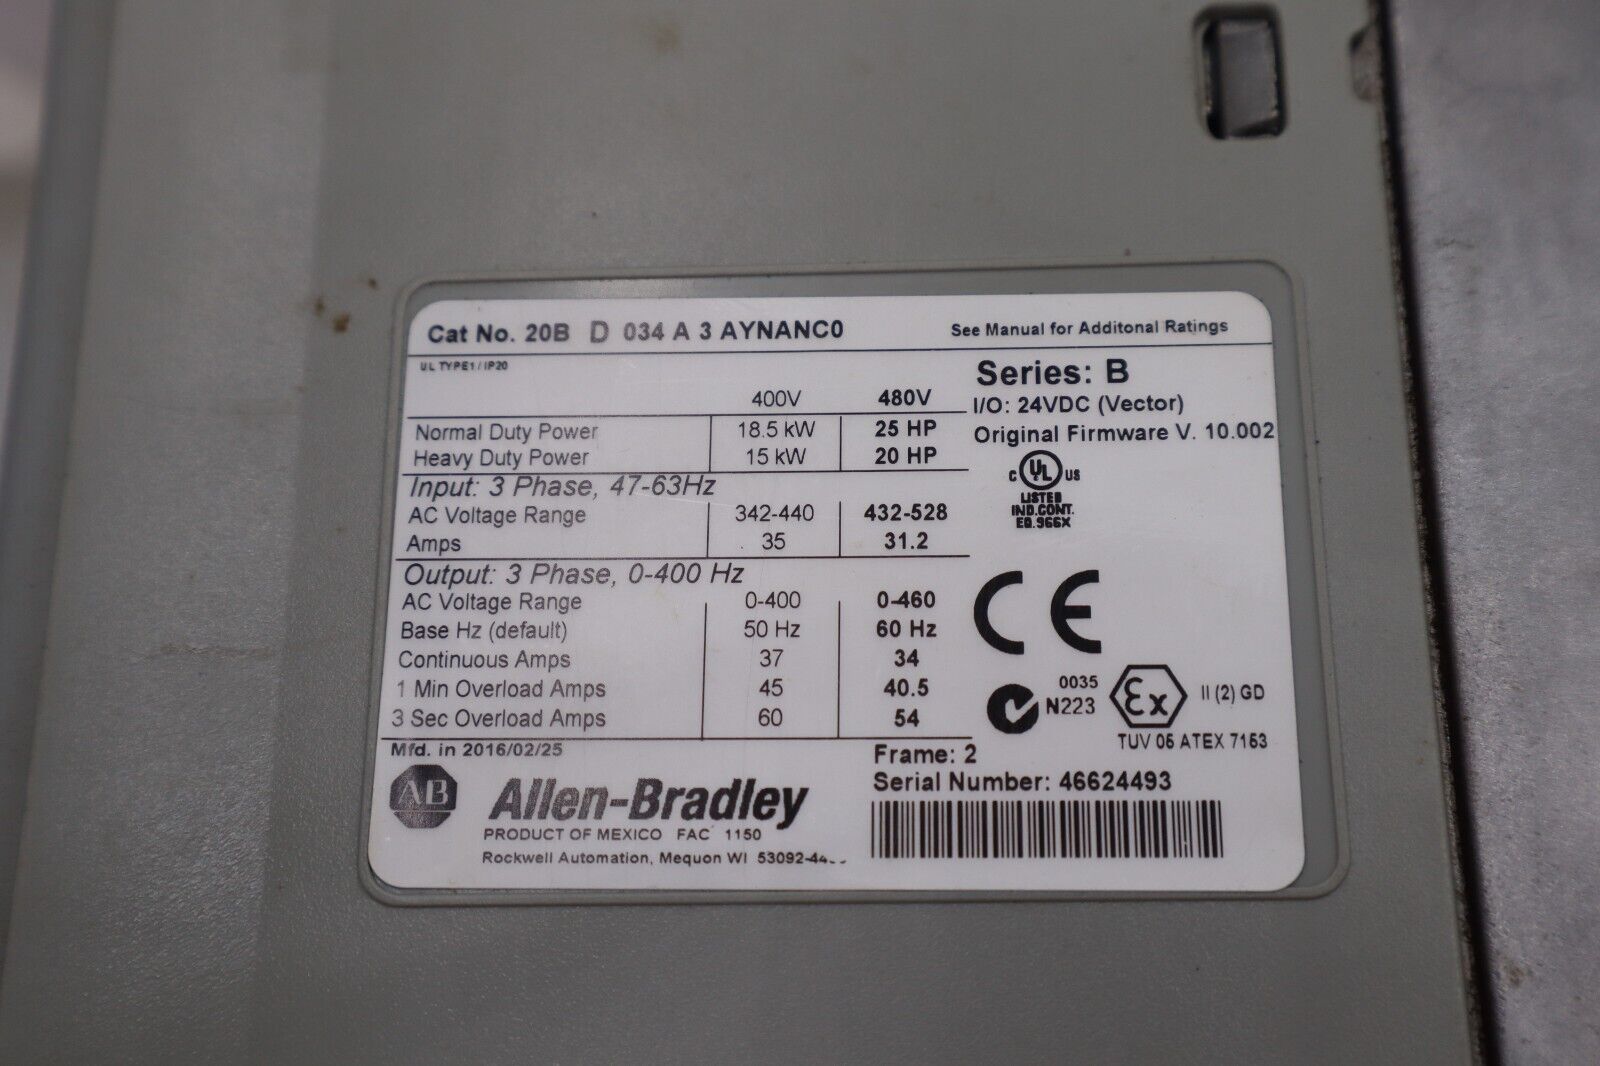 Cat No. 20B D 034 A 3 AYNANC0 See Manual for Additonal Ratings
UL TYPE1 / IP20
Series: B
400V 480V
I/O: 24VDC (Vector)
Normal Duty Power 18.5 kW 25 HP
Original Firmware V. 10.002
Heavy Duty Power 15 kW 20 HP
Input: 3 Phase, 47-63Hz
AC Voltage Range 342-440 432-528
Amps 35 31.2
C UL US
LISTED
IND.CONT.
EQ.966X
Output: 3 Phase, 0-400 Hz
AC Voltage Range 0-400 0-460
Base Hz (default) 50 Hz 60 Hz
Continuous Amps 37 34
1 Min Overload Amps 45 40.5
3 Sec Overload Amps 60 54
CE
0035
N223
Ex II (2) GD
TUV 05 ATEX 7153
Mfd. in 2016/02/25
Frame: 2
Serial Number: 46624493
AB Allen-Bradley
PRODUCT OF MEXICO FAC 1150
Rockwell Automation, Mequon WI